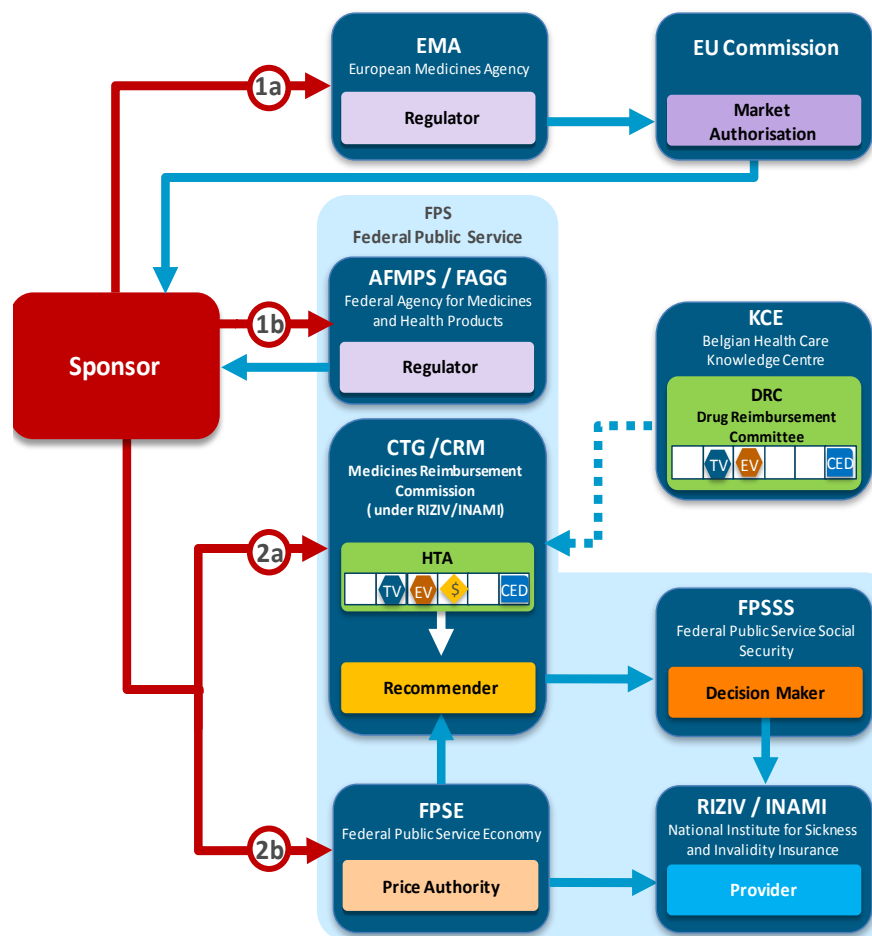 EMA
European Medicines Agency
Regulator
EU Commission
Market
Authorisation
1a
FPS
Federal Public Service
AFMPS / FAGG
Federal Agency for Medicines
and Health Products
Regulator
1b
Sponsor
KCE
Belgian Health Care
Knowledge Centre
DRC
Drug Reimbursement
Committee
TV EV CED
CTG /CRM
Medicines Reimbursement
Commission
( under RIZIV/INAMI)
2a
HTA
TV EV $ CED
Recommender
FPSSS
Federal Public Service Social
Security
Decision Maker
2b
FPSE
Federal Public Service Economy
Price Authority
RIZIV / INAMI
National Institute for Sickness
and Invalidity Insurance
Provider